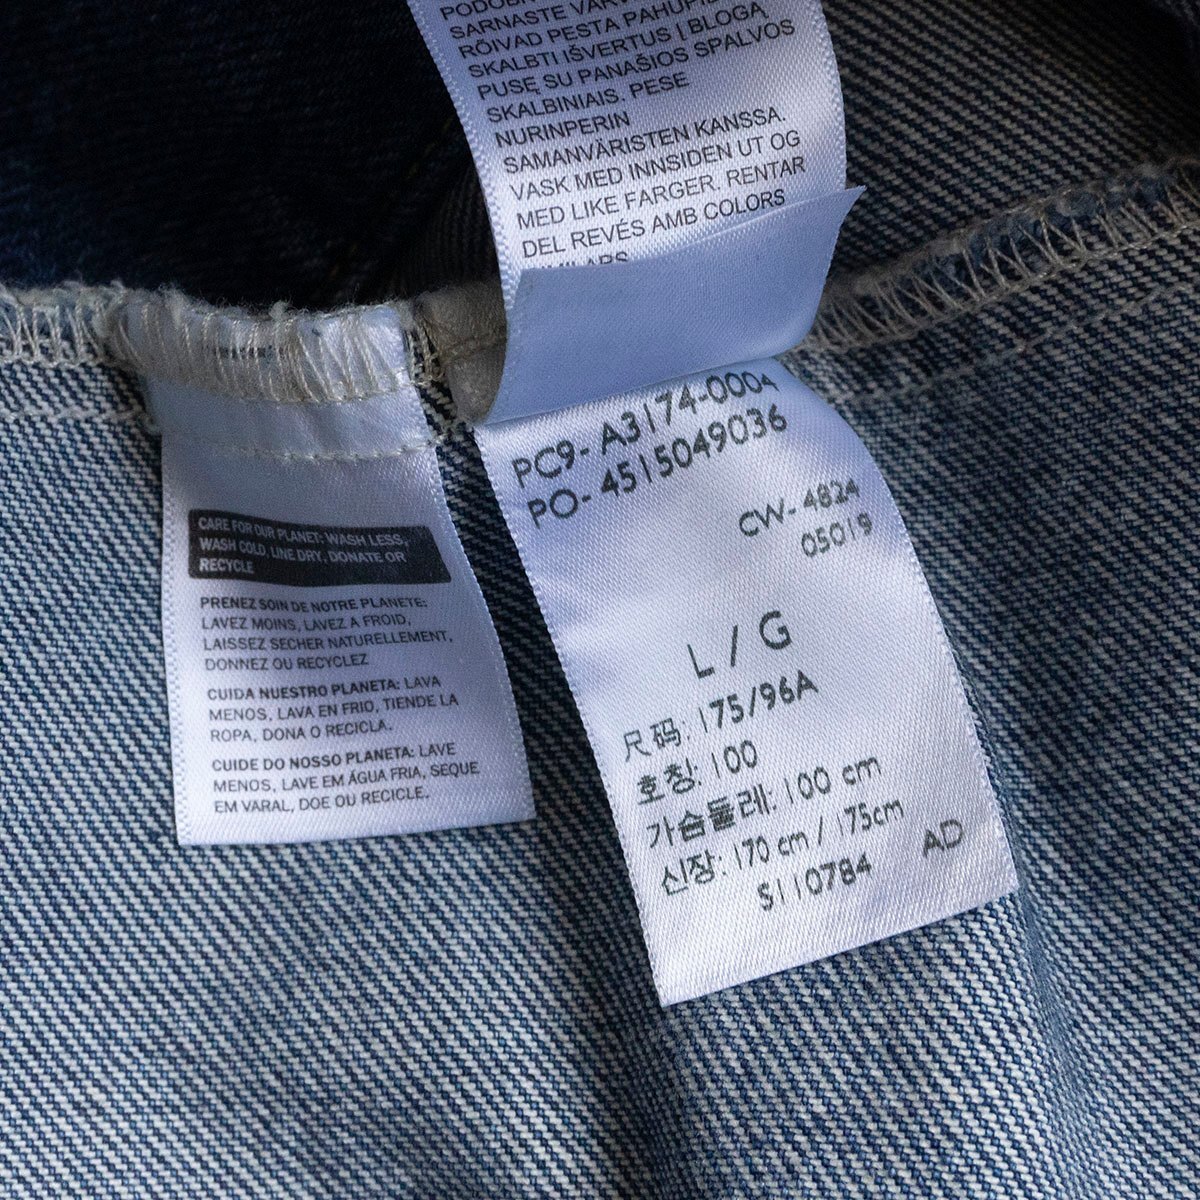 SARNASTE
RÕIVAD PESTA
SKALBTI IŠVERTUS Į BLOGĄ
PUSĘ SU PANAŠIOS SPALVOS
SKALBINIAIS. PESE
NURINPERIN
SAMANVÄRISTEN KANSSA.
VASK MED INNSIDEN UT OG
MED LIKE FARGER. RENTAR
DEL REVÉS AMB COLORS
CARE FOR OUR PLANET: WASH LESS,
WASH COLD, LINE DRY, DONATE OR
RECYCLE
PRENEZ SOIN DE NOTRE PLANETE:
LAVEZ MOINS, LAVEZ A FROID,
LAISSEZ SECHER NATURELLEMENT,
DONNEZ OU RECYCLEZ
CUIDA NUESTRO PLANETA: LAVA
MENOS, LAVA EN FRIO, TIENDE LA
ROPA, DONA O RECICLA.
CUIDE DO NOSSO PLANETA: LAVE
MENOS, LAVE EM ÁGUA FRIA, SEQUE
EM VARAL, DOE OU RECICLE.
PC9- A3174-0004
PO- 4515049036
CW- 4824
05019
L / G
尺码: 175/96A
호칭: 100
가슴둘레: 100 cm
신장: 170 cm / 175cm
S110784 AD